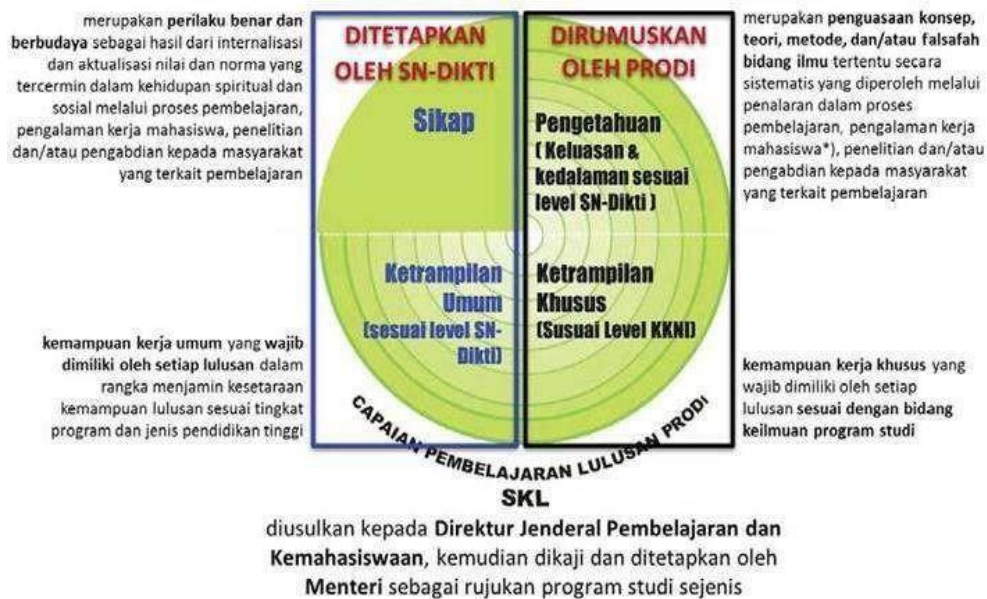 merupakan perilaku benar dan
berbudaya sebagai hasil dari internalisasi
dan aktualisasi nilai dan norma yang
tercermin dalam kehidupan spiritual dan
sosial melalui proses pembelajaran,
pengalaman kerja mahasiswa, penelitian
dan/atau pengabdian kepada masyarakat
yang terkait pembelajaran
DITETAPKAN
OLEH SN-DIKTI
Sikap
DIRUMUSKAN
OLEH PRODI
Pengetahuan
( Keluasan &
kedalaman sesuai
level SN-Dikti )
merupakan penguasaan konsep,
teori, metode, dan/atau falsafah
bidang ilmu tertentu secara
sistematis yang diperoleh melalui
penalaran dalam proses
pembelajaran, pengalaman kerja
mahasiswa*), penelitian dan/atau
pengabdian kepada masyarakat
yang terkait pembelajaran
kemampuan kerja umum yang wajib
dimiliki oleh setiap lulusan dalam
rangka menjamin kesetaraan
kemampuan lulusan sesuai tingkat
program dan jenis pendidikan tinggi
Ketrampilan
Umum
(sesuai level SN-
Dikti)
Ketrampilan
Khusus
(Susuai Level KKNI)
kemampuan kerja khusus yang
wajib dimiliki oleh setiap
lulusan sesuai dengan bidang
keilmuan program studi
CAPAIAN PEMBELAJARAN LULUSAN PRODI
SKL
diusulkan kepada Direktur Jenderal Pembelajaran dan
Kemahasiswaan, kemudian dikaji dan ditetapkan oleh
Menteri sebagai rujukan program studi sejenis